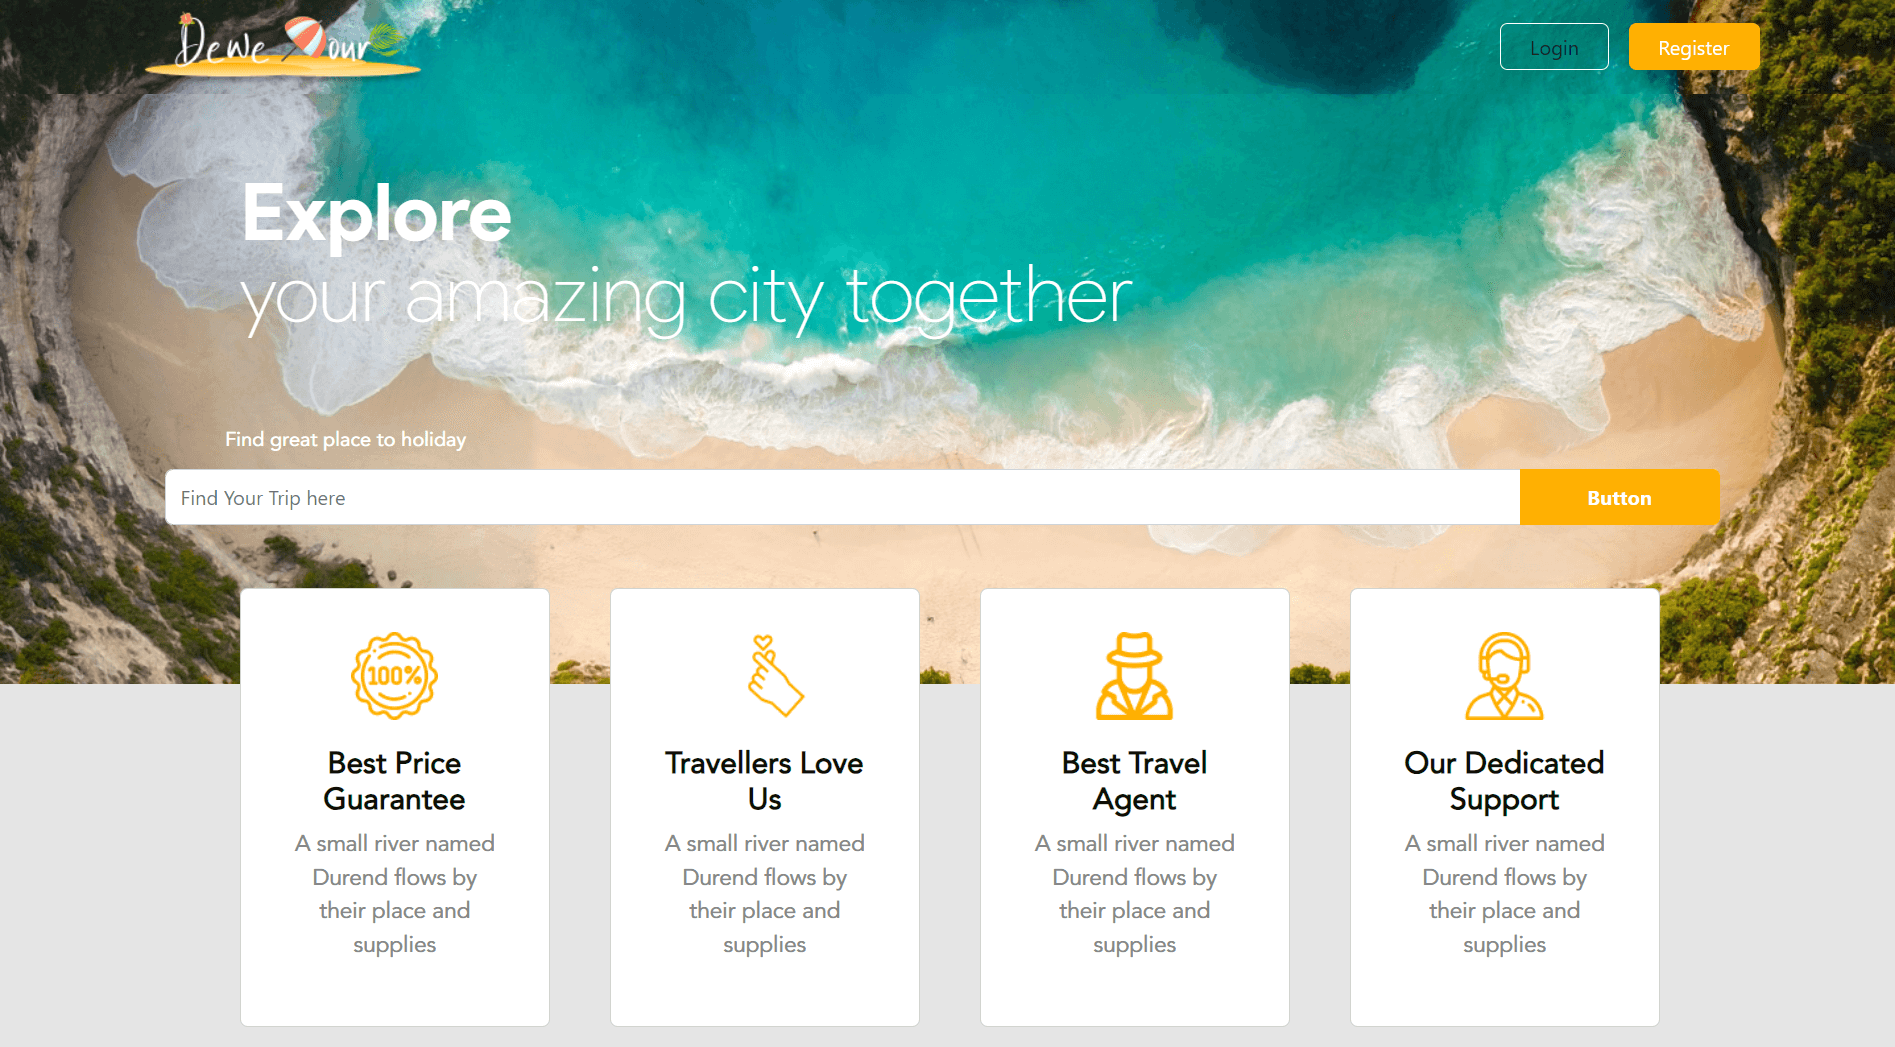 Dewe Tour
Login
Register
Explore
your amazing city together
Find great place to holiday
Find Your Trip here
Button
100%
Best Price
Guarantee
A small river named
Durend flows by
their place and
supplies
Travellers Love
Us
A small river named
Durend flows by
their place and
supplies
Best Travel
Agent
A small river named
Durend flows by
their place and
supplies
Our Dedicated
Support
A small river named
Durend flows by
their place and
supplies